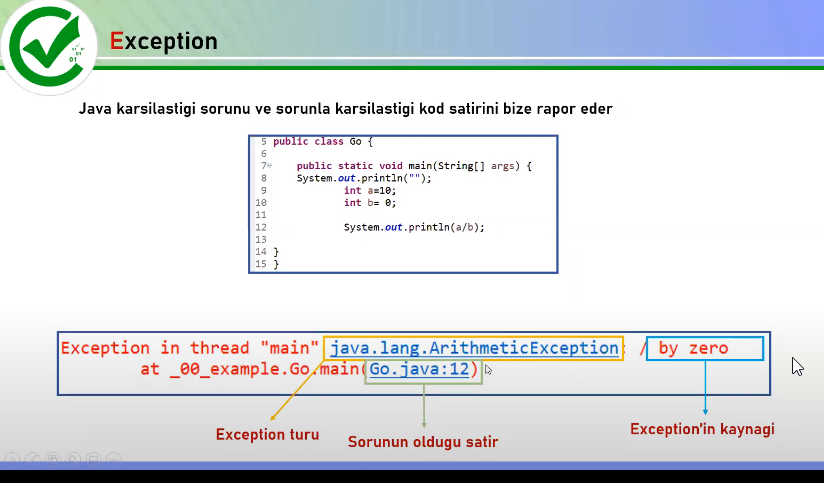 Exception
Java karsilastigi sorunu ve sorunla karsilastigi kod satirini bize rapor eder
5 public class Go {
6
7 public static void main(String[] args) {
8 System.out.println("");
9 int a=10;
10 int b= 0;
11
12 System.out.println(a/b);
13
14 }
15 }
Exception in thread "main" java.lang.ArithmeticException: / by zero
at _00_example.Go.main(Go.java:12)
Exception turu
Sorunun oldugu satir
Exception'in kaynagi